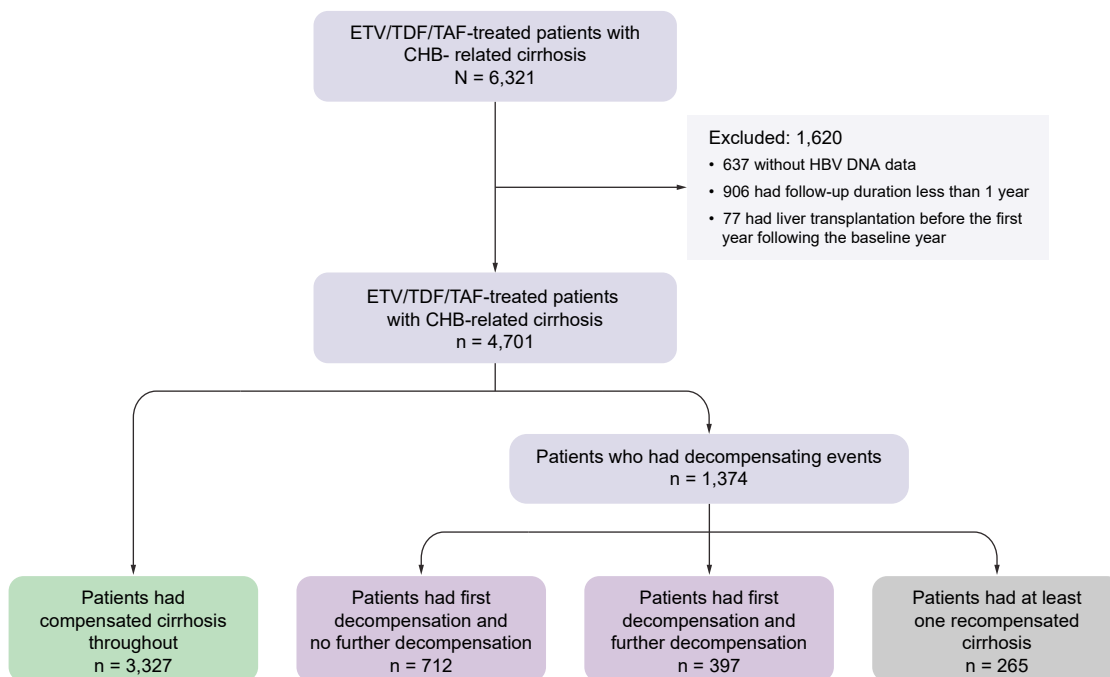 ETV/TDF/TAF-treated patients with
CHB- related cirrhosis
N = 6,321
Excluded: 1,620
• 637 without HBV DNA data
• 906 had follow-up duration less than 1 year
• 77 had liver transplantation before the first
year following the baseline year
ETV/TDF/TAF-treated patients
with CHB-related cirrhosis
n = 4,701
Patients who had decompensating events
n = 1,374
Patients had
compensated cirrhosis
throughout
n = 3,327
Patients had first
decompensation and
no further decompensation
n = 712
Patients had first
decompensation and
further decompensation
n = 397
Patients had at least
one recompensated
cirrhosis
n = 265